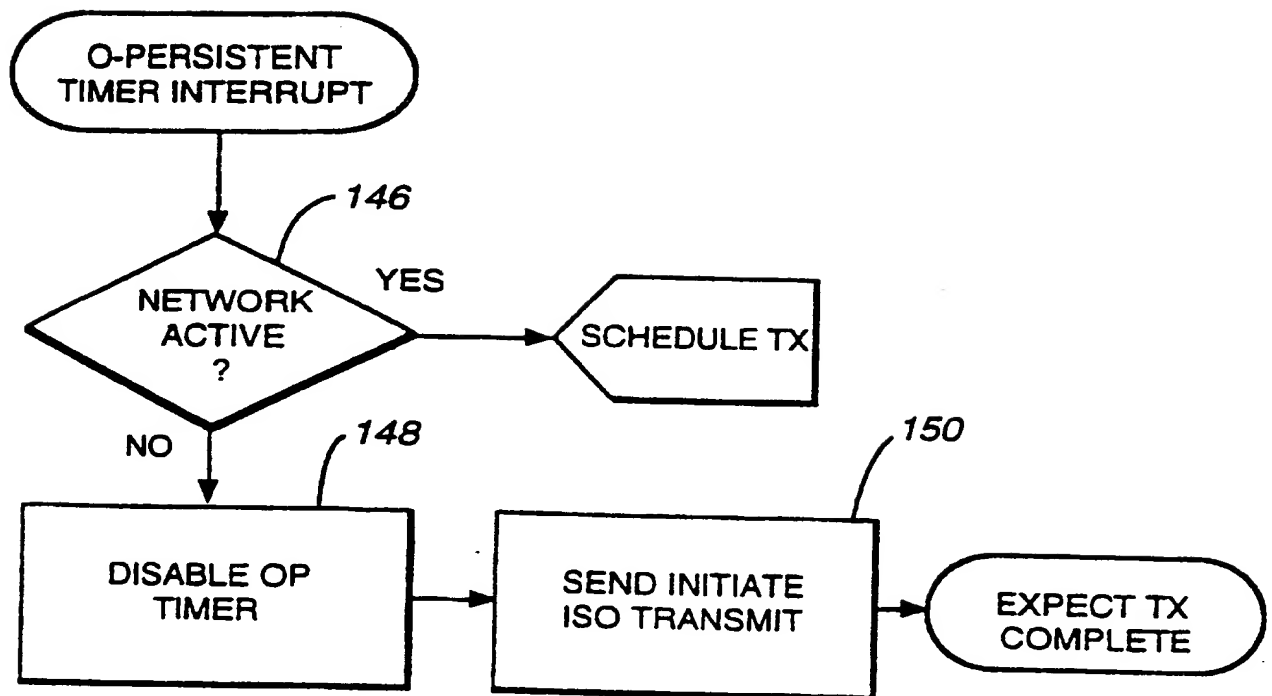 O-PERSISTENT
TIMER INTERRUPT
146
NETWORK
ACTIVE
?
YES
SCHEDULE TX
NO
148
DISABLE OP
TIMER
150
SEND INITIATE
ISO TRANSMIT
EXPECT TX
COMPLETE